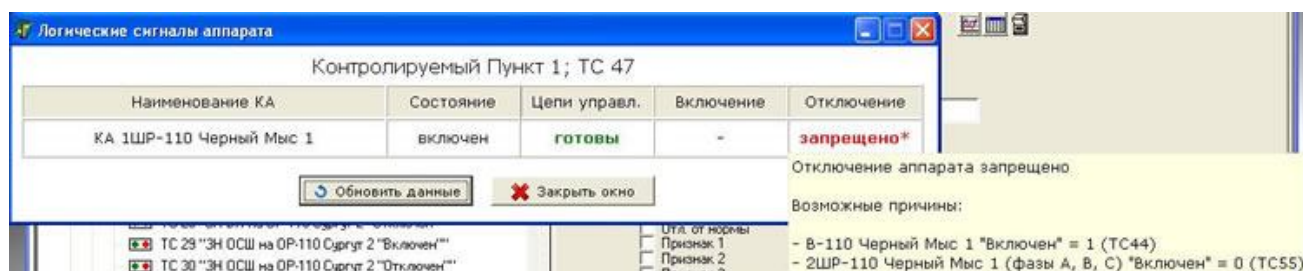 Логические сигналы аппарата
Контролируемый Пункт 1; ТС 47
Наименование КА Состояние Цепи управл. Включение Отключение
КА 1ШР-110 Черный Мыс 1 включен готовы - запрещено*
Обновить данные Закрыть окно
Отключение аппарата запрещено
Возможные причины:
- В-110 Черный Мыс 1 "Включен" = 1 (ТС44)
- 2ШР-110 Черный Мыс 1 (фазы А, В, С) "Включен" = 0 (ТС55)
ТС 29 "ЗН ОСШ на ОР-110 Сургут 2 "Включен""
ТС 30 "ЗН ОСШ на ОР-110 Сургут 2 "Отключен""
Отл. от нормы
Признак 1
Признак 2